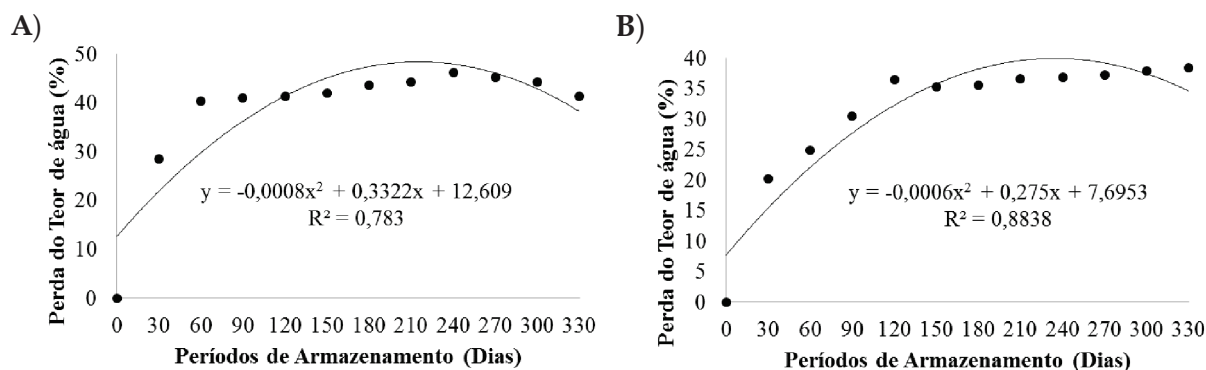 A)
50
40
30
20
10
0
Perda do Teor de água (%)
y = -0,0008x² + 0,3322x + 12,609
R² = 0,783
0 30 60 90 120 150 180 210 240 270 300 330
Períodos de Armazenamento (Dias)
B)
40
35
30
25
20
15
10
5
0
Perda do Teor de água (%)
y = -0,0006x² + 0,275x + 7,6953
R² = 0,8838
0 30 60 90 120 150 180 210 240 270 300 330
Períodos de Armazenamento (Dias)